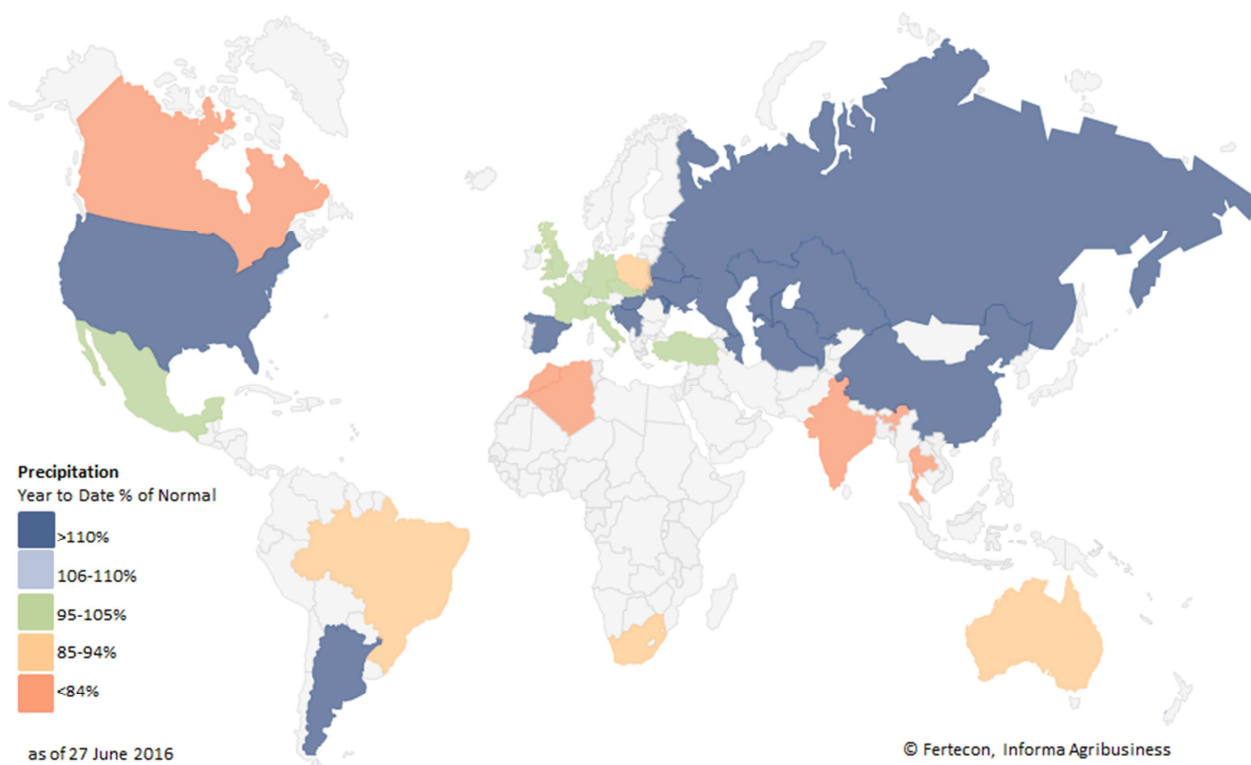 Precipitation
Year to Date % of Normal
>110%
106-110%
95-105%
85-94%
<84%
as of 27 June 2016
© Fertecon, Informa Agribusiness